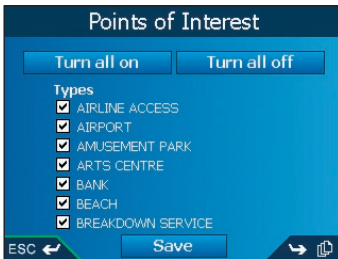 Points of Interest
Turn all on Turn all off
Types
AIRLINE ACCESS
AIRPORT
AMUSEMENT PARK
ARTS CENTRE
BANK
BEACH
BREAKDOWN SERVICE
ESC Save